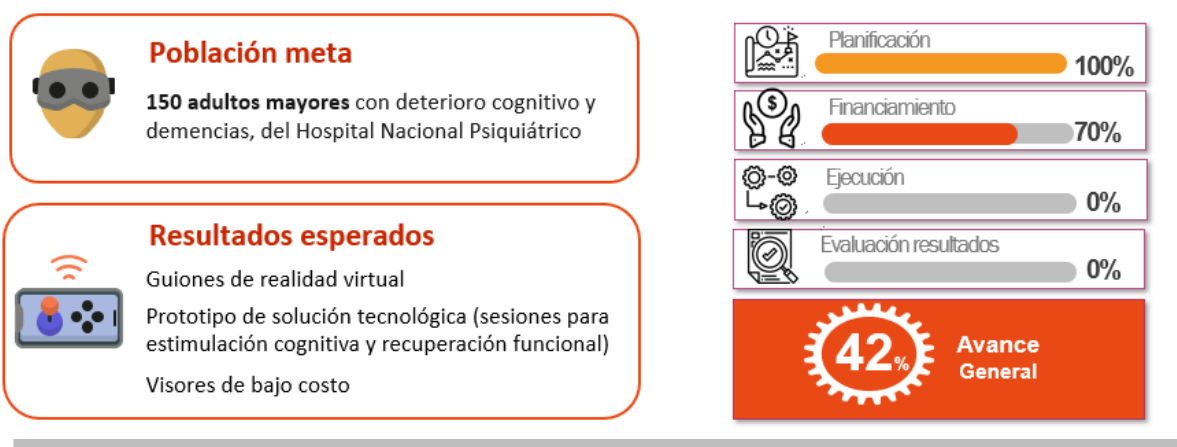 Población meta
150 adultos mayores con deterioro cognitivo y
demencias, del Hospital Nacional Psiquiátrico
Resultados esperados
Guiones de realidad virtual
Prototipo de solución tecnológica (sesiones para
estimulación cognitiva y recuperación funcional)
Visores de bajo costo
Planificación
100%
Financiamiento
70%
Ejecución
0%
Evaluación resultados
0%
42% Avance
General